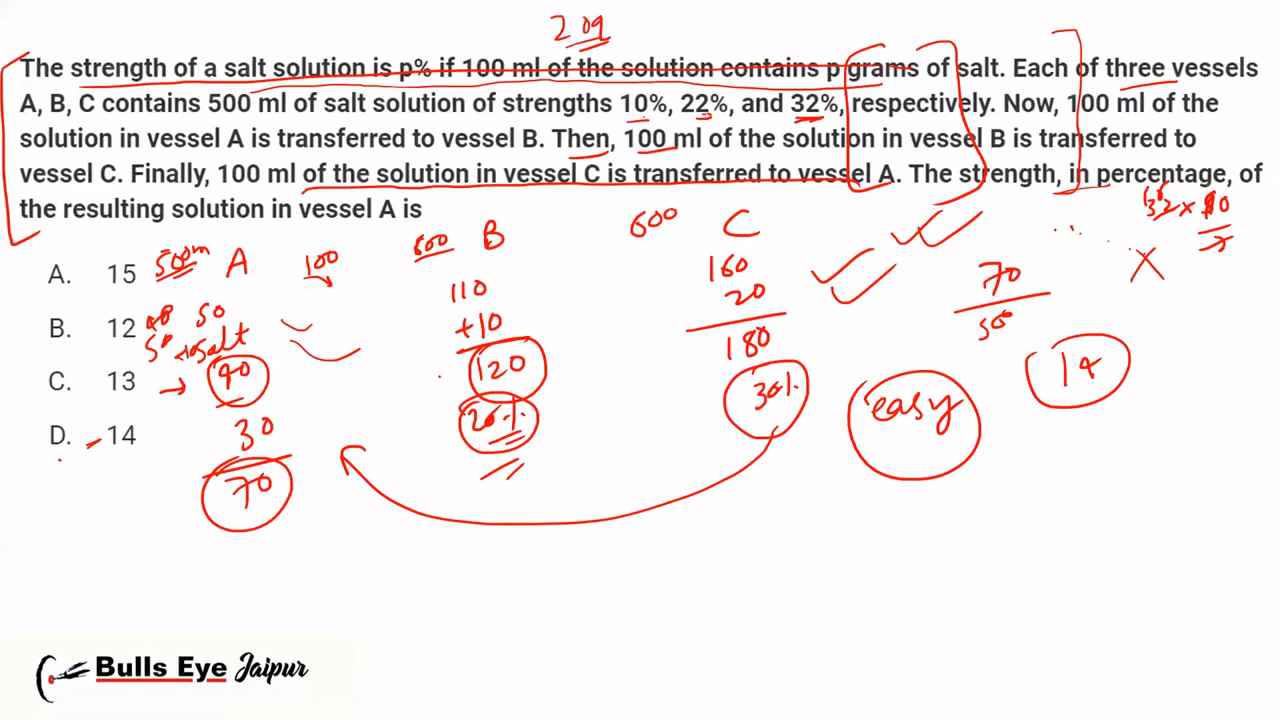 20g
The strength of a salt solution is p% if 100 ml of the solution contains p grams of salt. Each of three vessels
A, B, C contains 500 ml of salt solution of strengths 10%, 22%, and 32%, respectively. Now, 100 ml of the
solution in vessel A is transferred to vessel B. Then, 100 ml of the solution in vessel B is transferred to
vessel C. Finally, 100 ml of the solution in vessel C is transferred to vessel A. The strength, in percentage, of
the resulting solution in vessel A is
A. 15
B. 12
C. 13
D. 14
500m A 100
50
salt
40
30
70
600 B
110
+10
120
20%
600 C
160
20
180
30%
easy
70
500
14
Bulls Eye Jaipur